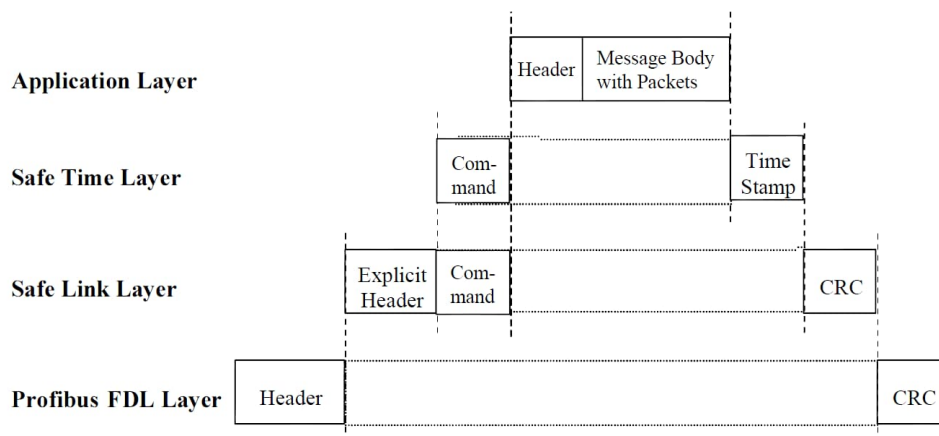 Application Layer
Header
Message Body
with Packets
Safe Time Layer
Com-
mand
Time
Stamp
Safe Link Layer
Explicit
Header
Com-
mand
CRC
Profibus FDL Layer
Header
CRC